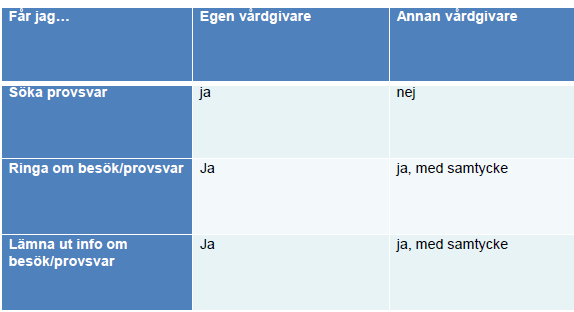 Får jag… Egen vårdgivare Annan vårdgivare
Söka provsvar ja nej
Ringa om besök/provsvar Ja ja, med samtycke
Lämna ut info om Ja ja, med samtycke
besök/provsvar